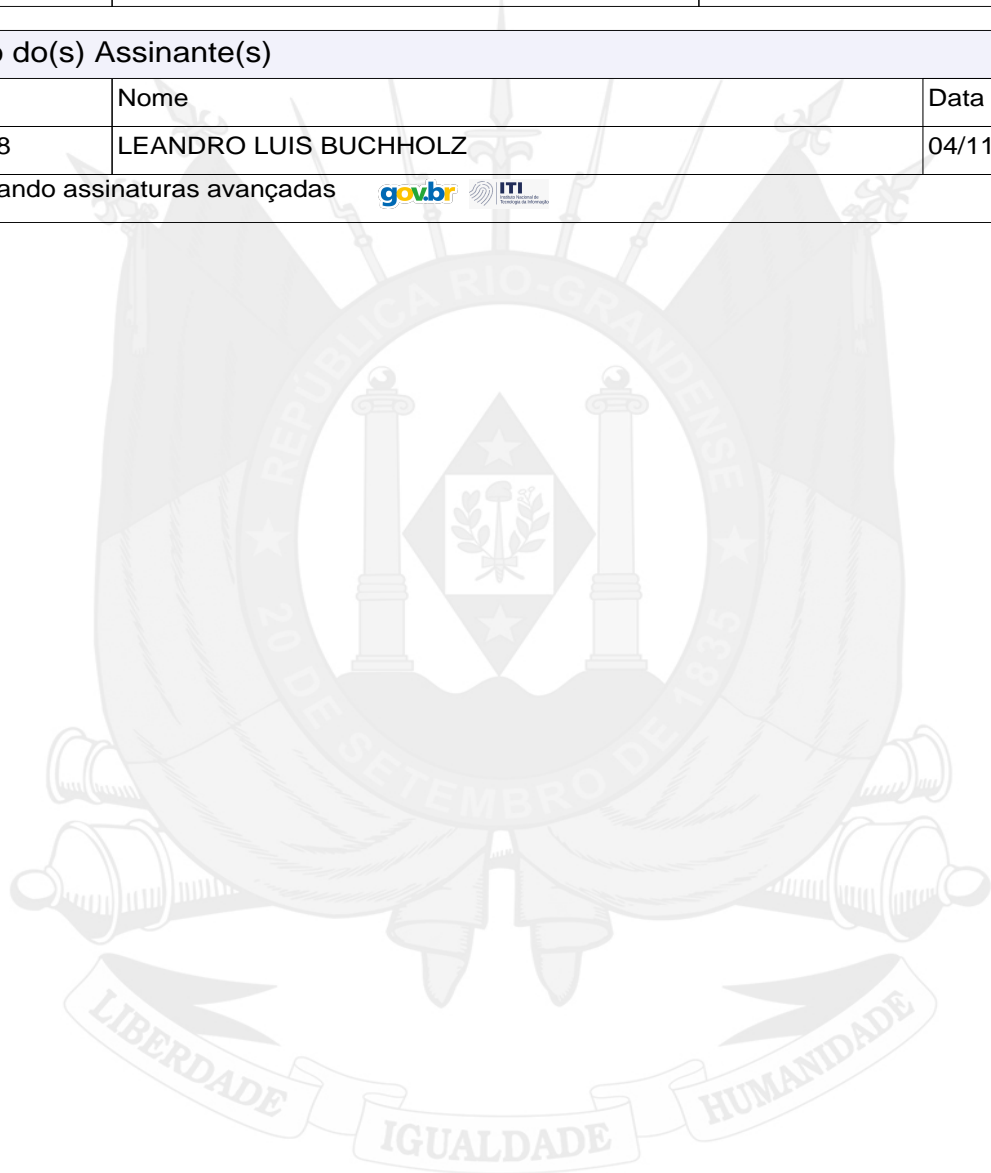 o do(s) Assinante(s)
Nome
Data
8
LEANDRO LUIS BUCHHOLZ
04/11
ando assinaturas avançadas
gov.br
ITI
REPÚBLICA RIO-GRANDENSE
20 DE SETEMBRO DE 1835
LIBERDADE
IGUALDADE
HUMANIDADE